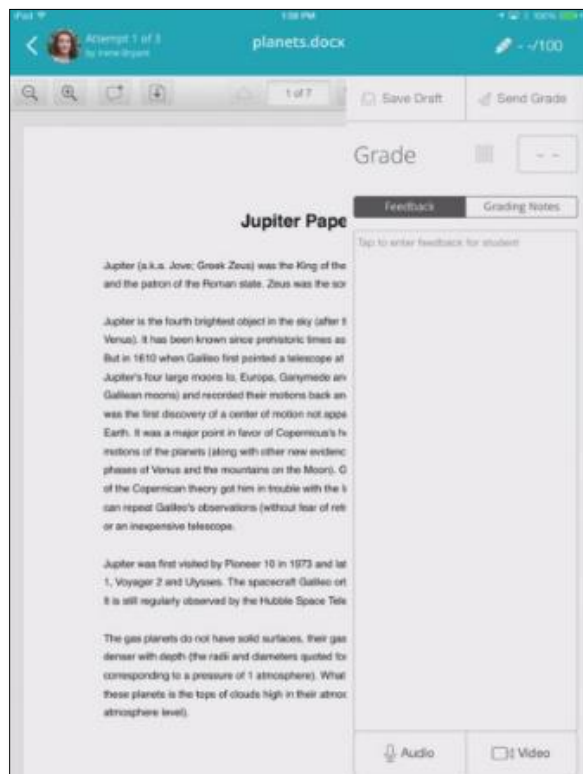 iPad
1:08 PM
100%
Attempt 1 of 3
by Irene Bryant
planets.docx
- -/100
1 of 7
Save Draft
Send Grade
Grade
- -
Feedback
Grading Notes
Tap to enter feedback for student
Jupiter Pape
Jupiter (a.k.a. Jove; Greek Zeus) was the King of the
and the patron of the Roman state. Zeus was the sor
Jupiter is the fourth brightest object in the sky (after t
Venus). It has been known since prehistoric times as
But in 1610 when Galileo first pointed a telescope at
Jupiter's four large moons Io, Europa, Ganymede an
Galilean moons) and recorded their motions back an
was the first discovery of a center of motion not appa
Earth. It was a major point in favor of Copernicus's h
motions of the planets (along with other new evidenc
phases of Venus and the mountains on the Moon). G
of the Copernican theory got him in trouble with the I
can repeat Galileo's observations (without fear of retr
or an inexpensive telescope.
Jupiter was first visited by Pioneer 10 in 1973 and lat
1, Voyager 2 and Ulysses. The spacecraft Galileo orb
It is still regularly observed by the Hubble Space Tele
The gas planets do not have solid surfaces, their gas
denser with depth (the radii and diameters quoted for
corresponding to a pressure of 1 atmosphere). What
these planets is the tops of clouds high in their atmos
atmosphere level).
Audio
Video